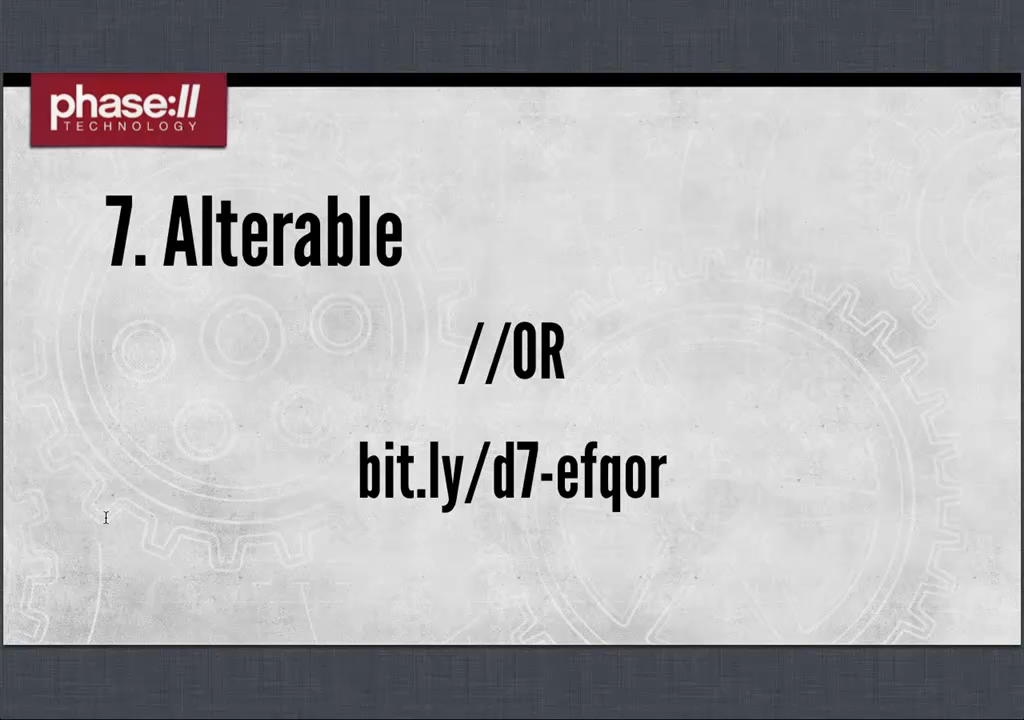 phase://
TECHNOLOGY
7. Alterable
//OR
bit.ly/d7-efqor